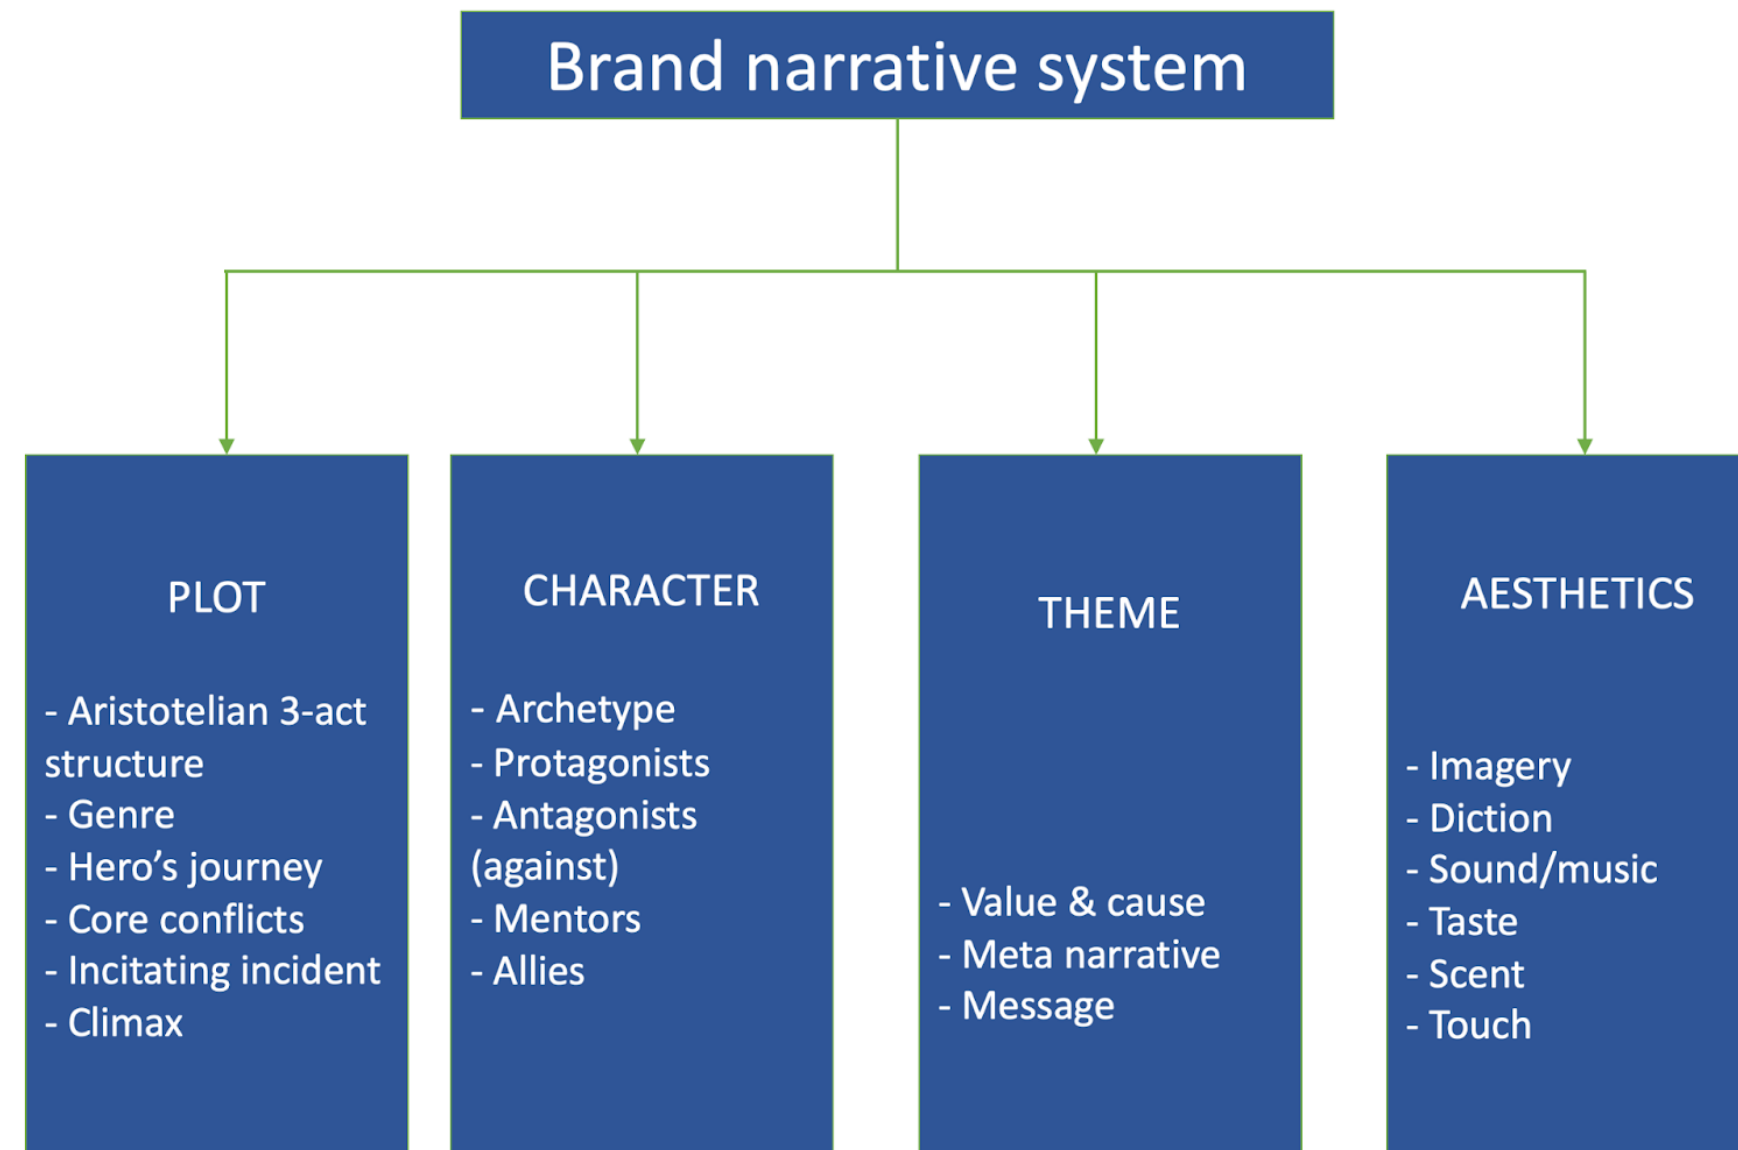 Brand narrative system
PLOT
- Aristotelian 3-act
structure
- Genre
- Hero’s journey
- Core conflicts
- Incitating incident
- Climax
CHARACTER
- Archetype
- Protagonists
- Antagonists
(against)
- Mentors
- Allies
THEME
- Value & cause
- Meta narrative
- Message
AESTHETICS
- Imagery
- Diction
- Sound/music
- Taste
- Scent
- Touch